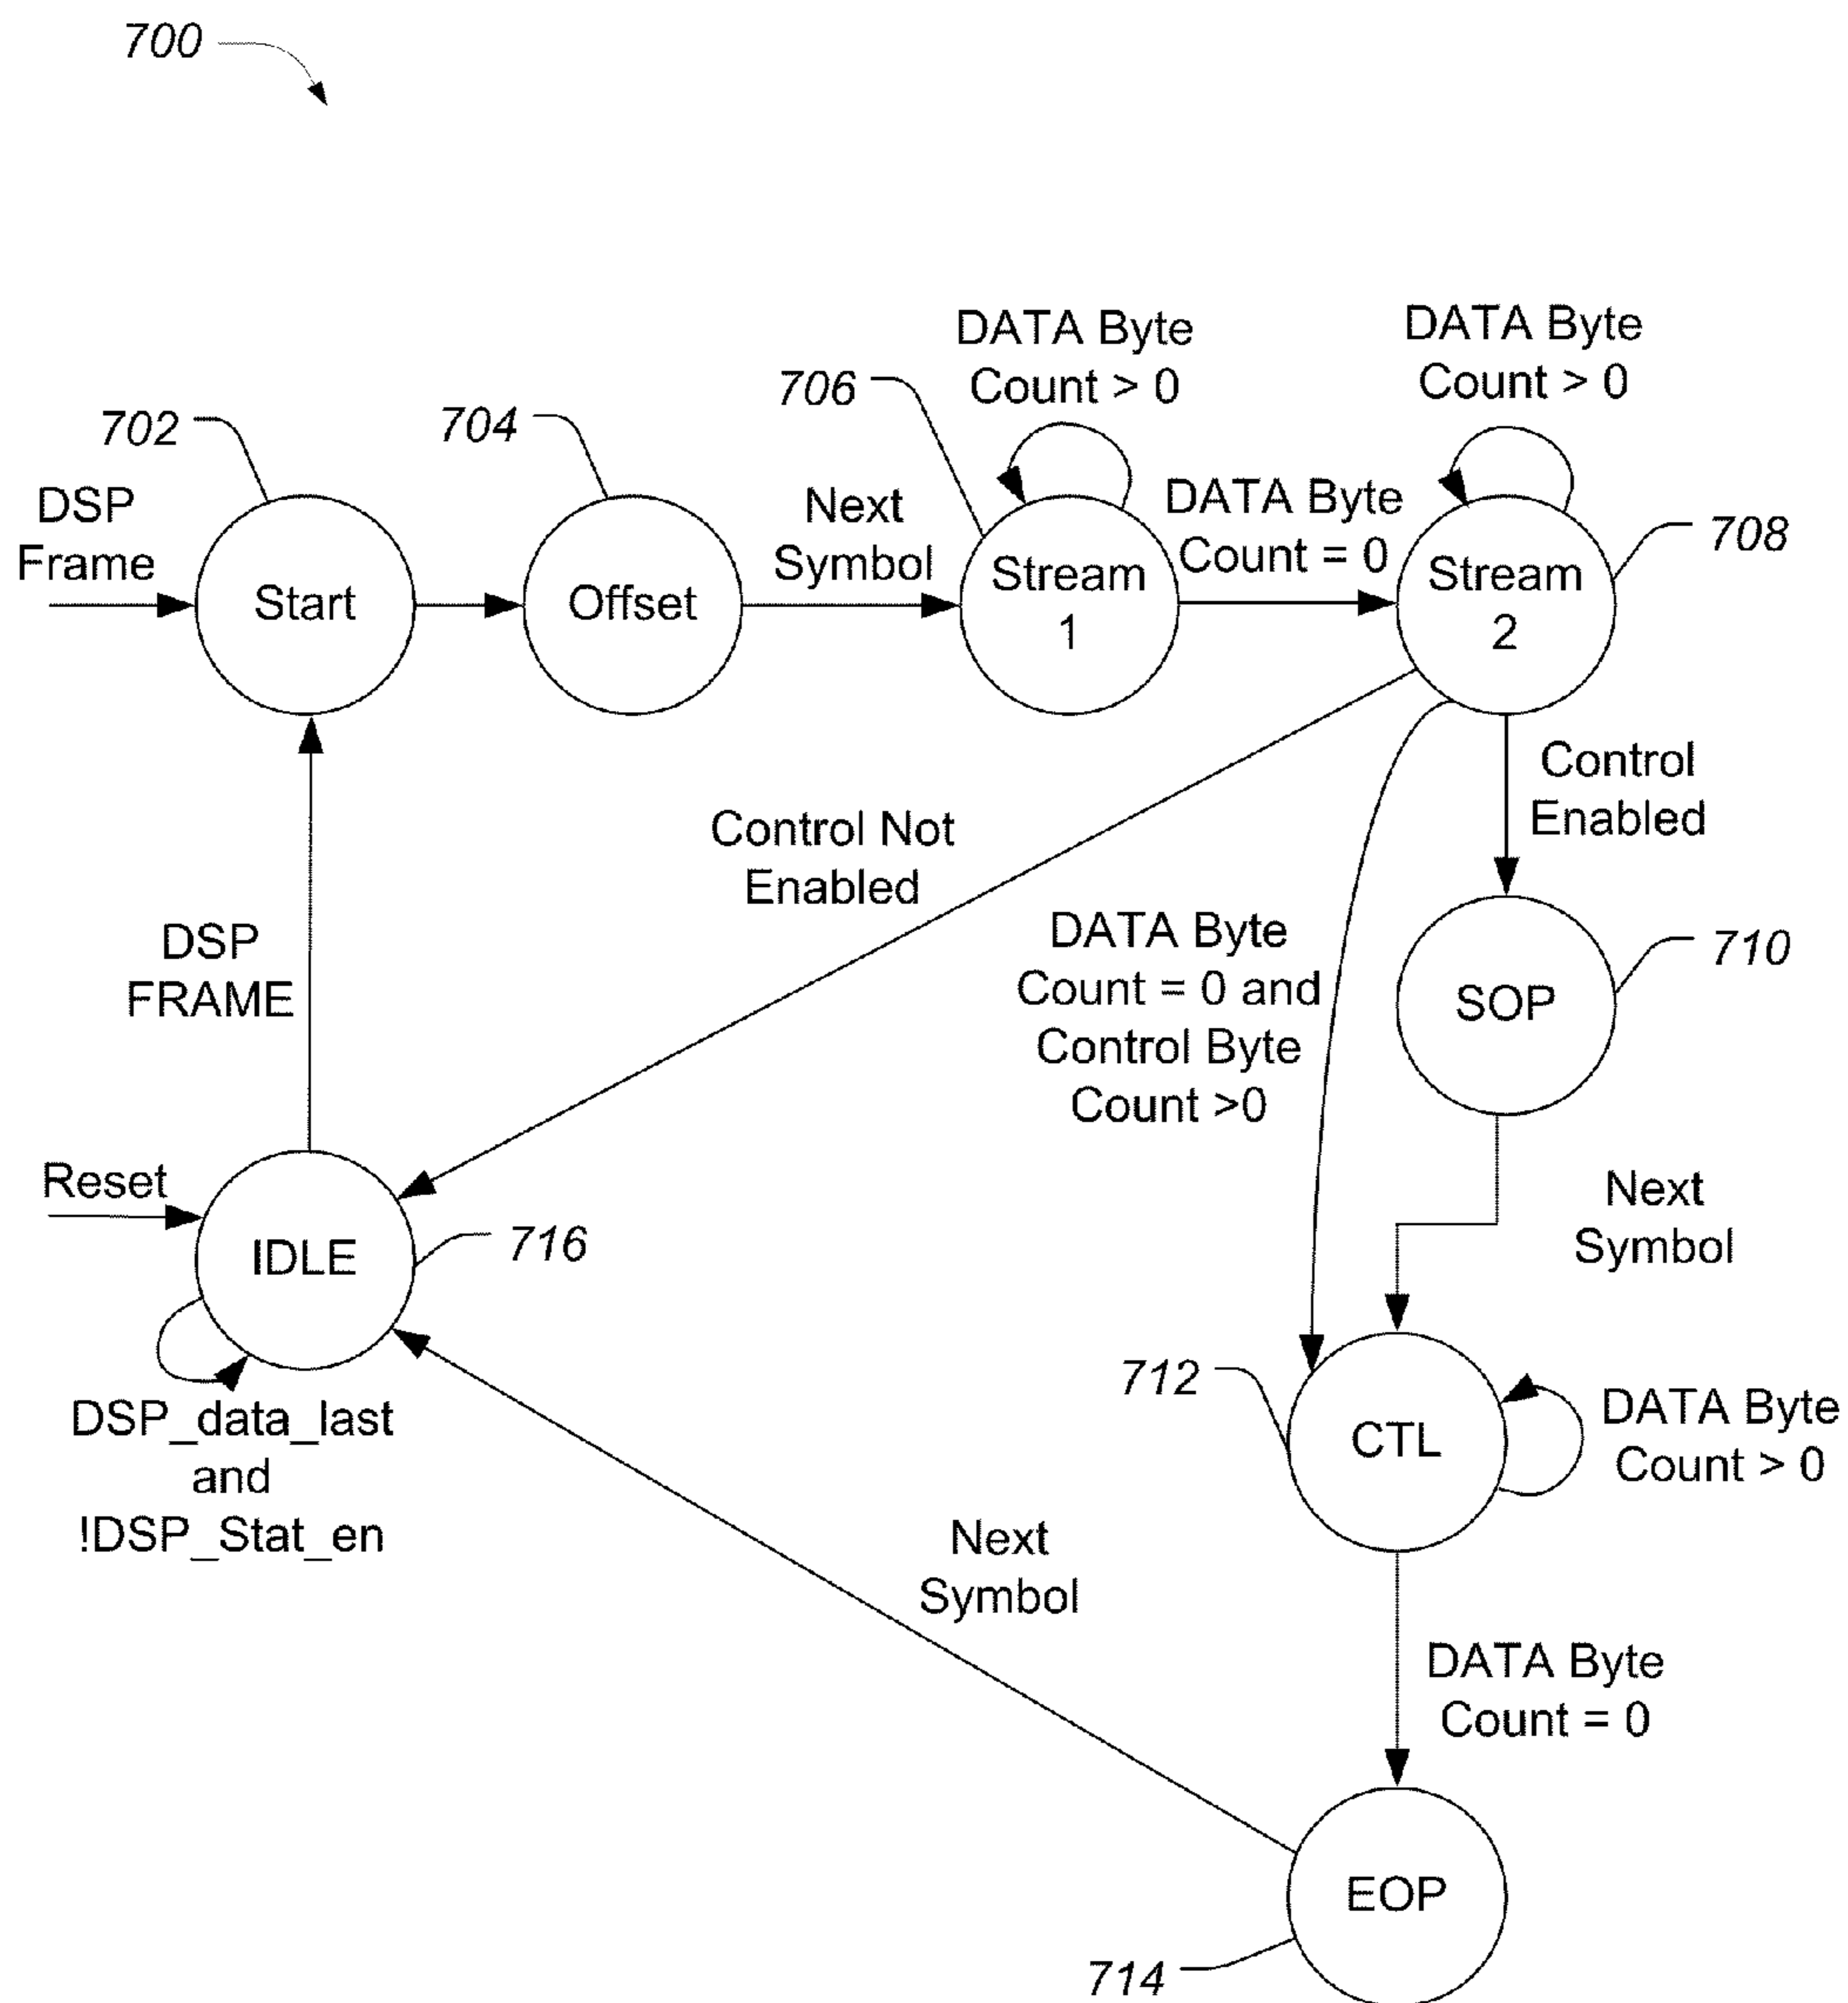 700
DATA Byte
Count > 0
DATA Byte
Count > 0
706
702
704
DSP
Frame
Next
Symbol
DATA Byte
Count = 0
708
Start
Offset
Stream
1
Stream
2
Control
Enabled
Control Not
Enabled
DATA Byte
Count = 0 and
Control Byte
Count >0
DSP
FRAME
710
SOP
Reset
Next
Symbol
IDLE
716
712
CTL
DATA Byte
Count > 0
DSP_data_last
and
!DSP_Stat_en
Next
Symbol
DATA Byte
Count = 0
EOP
714